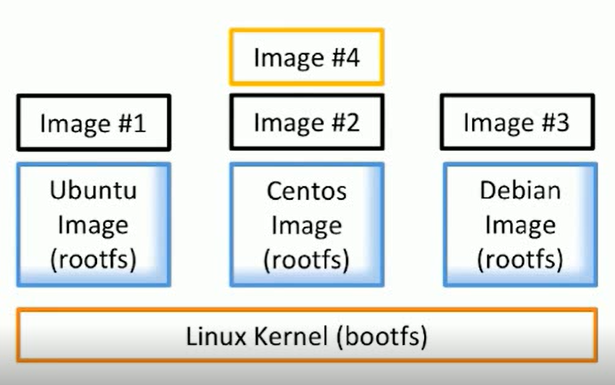 Image #4
Image #1
Image #2
Image #3
Ubuntu
Image
(rootfs)
Centos
Image
(rootfs)
Debian
Image
(rootfs)
Linux Kernel (bootfs)